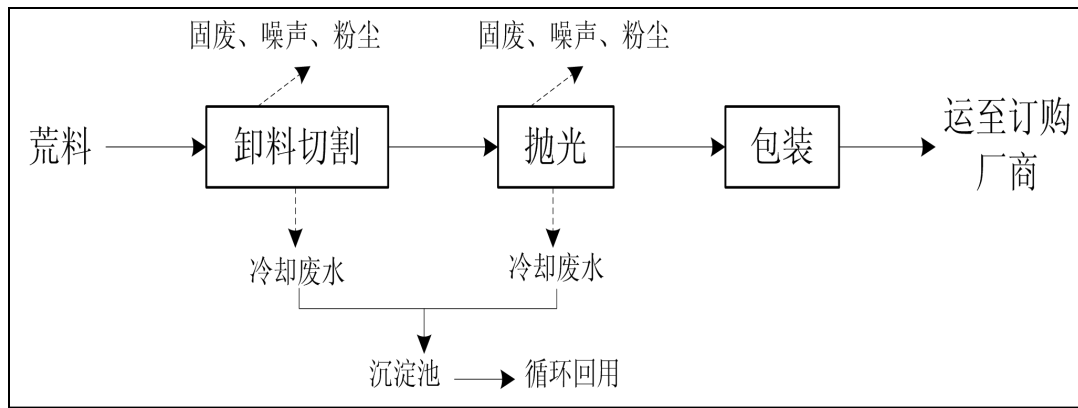 固废、噪声、粉尘
固废、噪声、粉尘
荒料
卸料切割
抛光
包装
运至订购
厂商
冷却废水
冷却废水
沉淀池
循环回用